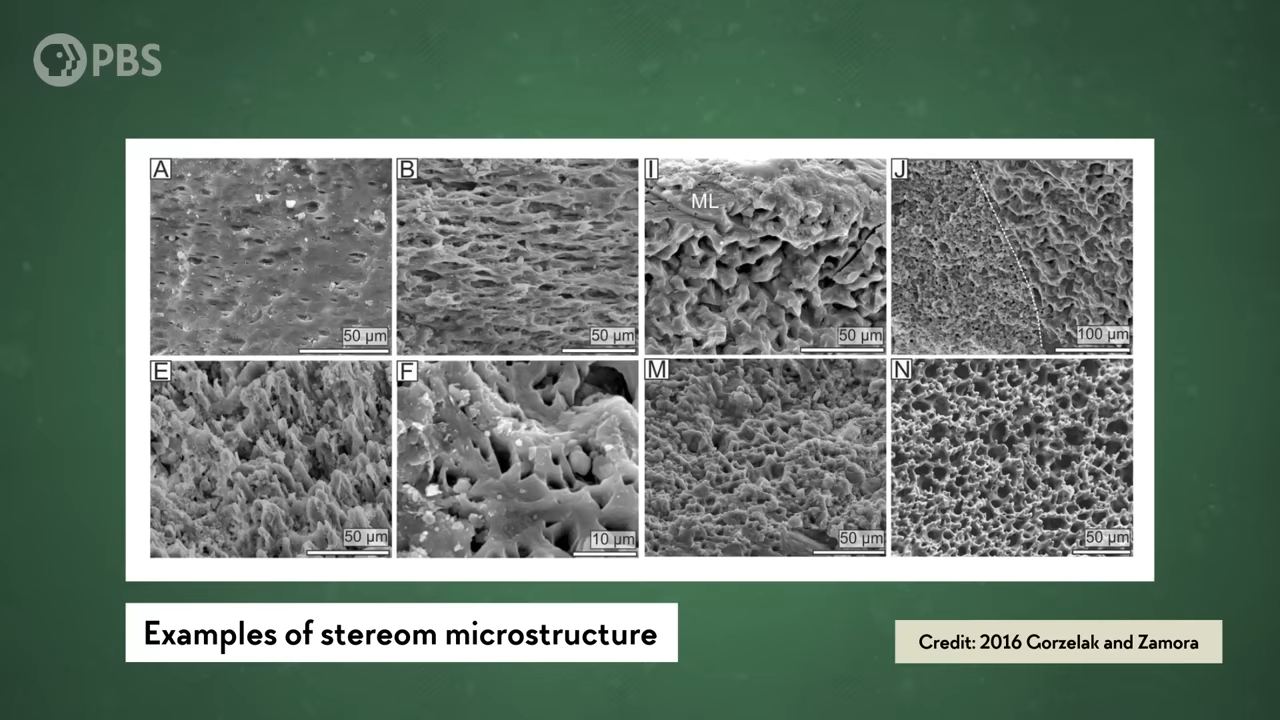 PBS
A
B
I
J
ML
50 µm
50 µm
50 µm
100 µm
E
F
M
N
50 µm
10 µm
50 µm
50 µm
Examples of stereom microstructure
Credit: 2016 Gorzelak and Zamora